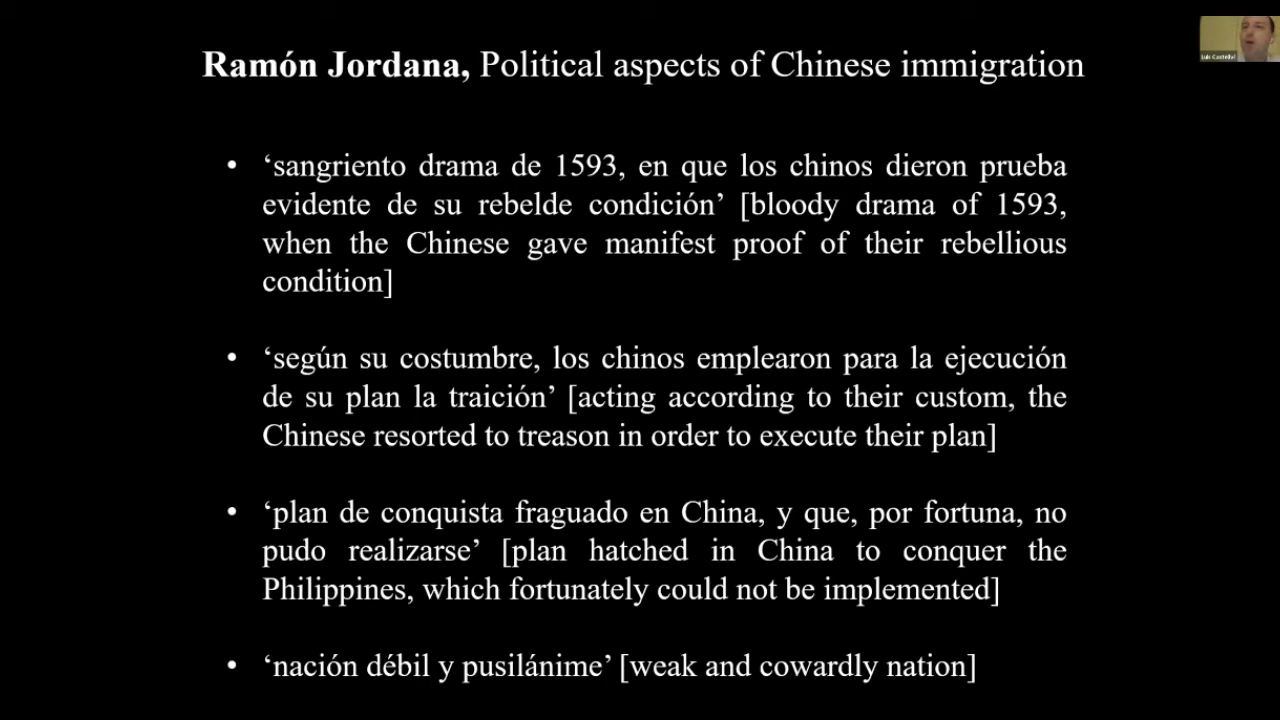 Ramón Jordana, Political aspects of Chinese immigration
Luis Castellví
• ‘sangriento drama de 1593, en que los chinos dieron prueba
evidente de su rebelde condición’ [bloody drama of 1593,
when the Chinese gave manifest proof of their rebellious
condition]
• ‘según su costumbre, los chinos emplearon para la ejecución
de su plan la traición’ [acting according to their custom, the
Chinese resorted to treason in order to execute their plan]
• ‘plan de conquista fraguado en China, y que, por fortuna, no
pudo realizarse’ [plan hatched in China to conquer the
Philippines, which fortunately could not be implemented]
• ‘nación débil y pusilánime’ [weak and cowardly nation]